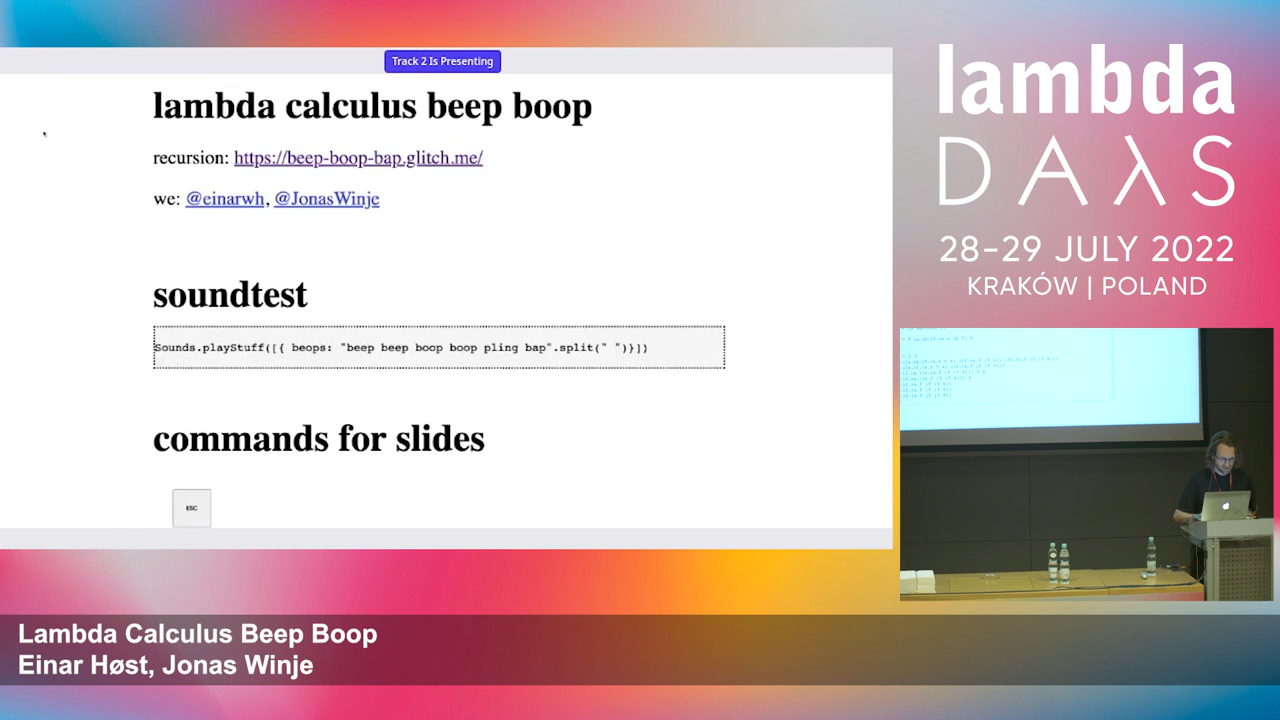 Track 2 Is Presenting
lambda calculus beep boop
recursion: https://beep-boop-bap.glitch.me/
we: @einarwh, @JonasWinje
soundtest
Sounds.playStuff([{ beops: "beep beep boop boop pling bap".split(" ")}])
commands for slides
ESC
lambda
DAλS
28–29 JULY 2022
KRAKÓW | POLAND
Lambda Calculus Beep Boop
Einar Høst, Jonas Winje